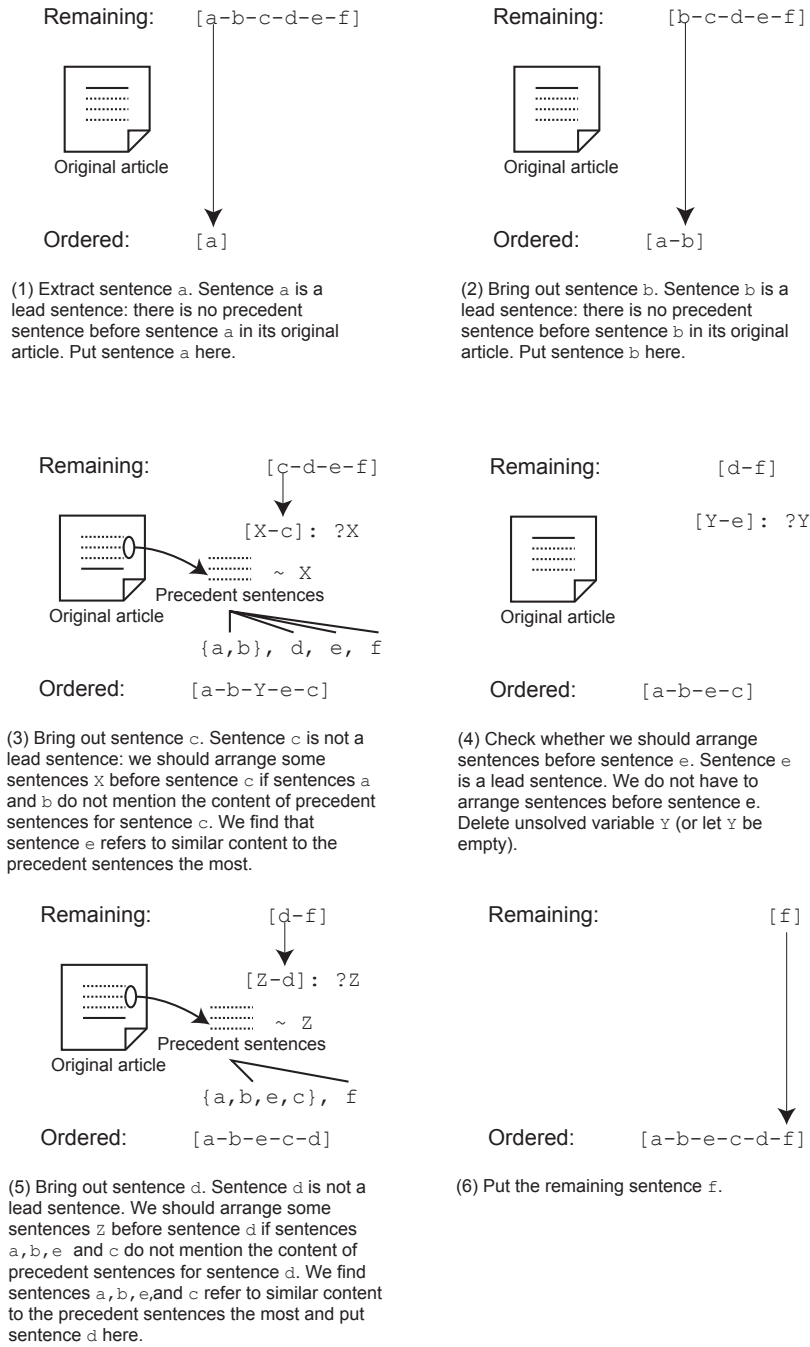 Remaining: [a-b-c-d-e-f]
Original article
Ordered: [a]
(1) Extract sentence a. Sentence a is a
lead sentence: there is no precedent
sentence before sentence a in its original
article. Put sentence a here.
Remaining: [b-c-d-e-f]
Original article
Ordered: [a-b]
(2) Bring out sentence b. Sentence b is a
lead sentence: there is no precedent
sentence before sentence b in its original
article. Put sentence b here.
Remaining: [c-d-e-f]
[X-c]: ?X
~ X
Precedent sentences
Original article
{a,b}, d, e, f
Ordered: [a-b-Y-e-c]
(3) Bring out sentence c. Sentence c is not a
lead sentence: we should arrange some
sentences X before sentence c if sentences a
and b do not mention the content of precedent
sentences for sentence c. We find that
sentence e refers to similar content to the
precedent sentences the most.
Remaining: [d-f]
[Y-e]: ?Y
Original article
Ordered: [a-b-e-c]
(4) Check whether we should arrange
sentences before sentence e. Sentence e
is a lead sentence. We do not have to
arrange sentences before sentence e.
Delete unsolved variable Y (or let Y be
empty).
Remaining: [d-f]
[Z-d]: ?Z
~ Z
Precedent sentences
Original article
{a,b,e,c}, f
Ordered: [a-b-e-c-d]
(5) Bring out sentence d. Sentence d is not a
lead sentence. We should arrange some
sentences Z before sentence d if sentences
a,b,e and c do not mention the content of
precedent sentences for sentence d. We find
sentences a,b,e,and c refer to similar content
to the precedent sentences the most and put
sentence d here.
Remaining: [f]
Ordered: [a-b-e-c-d-f]
(6) Put the remaining sentence f.